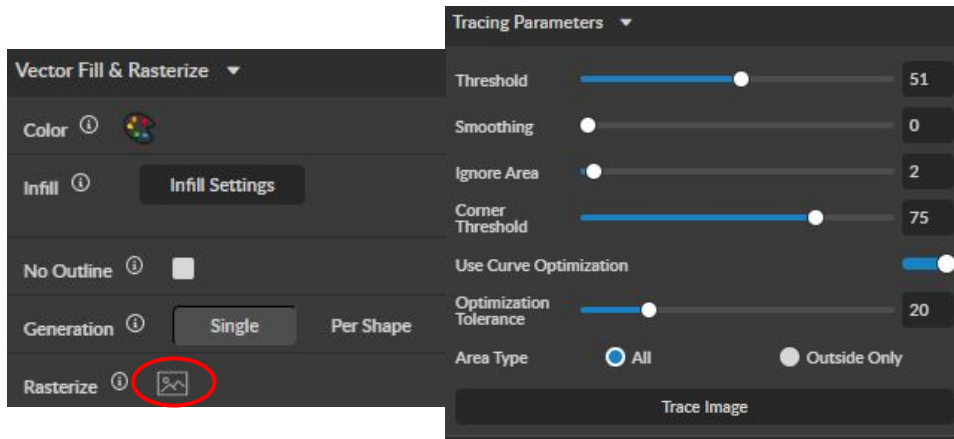 Vector Fill & Rasterize
Color
Infill Infill Settings
No Outline
Generation Single Per Shape
Rasterize
Tracing Parameters
Threshold 51
Smoothing 0
Ignore Area 2
Corner
Threshold 75
Use Curve Optimization
Optimization
Tolerance 20
Area Type All Outside Only
Trace Image